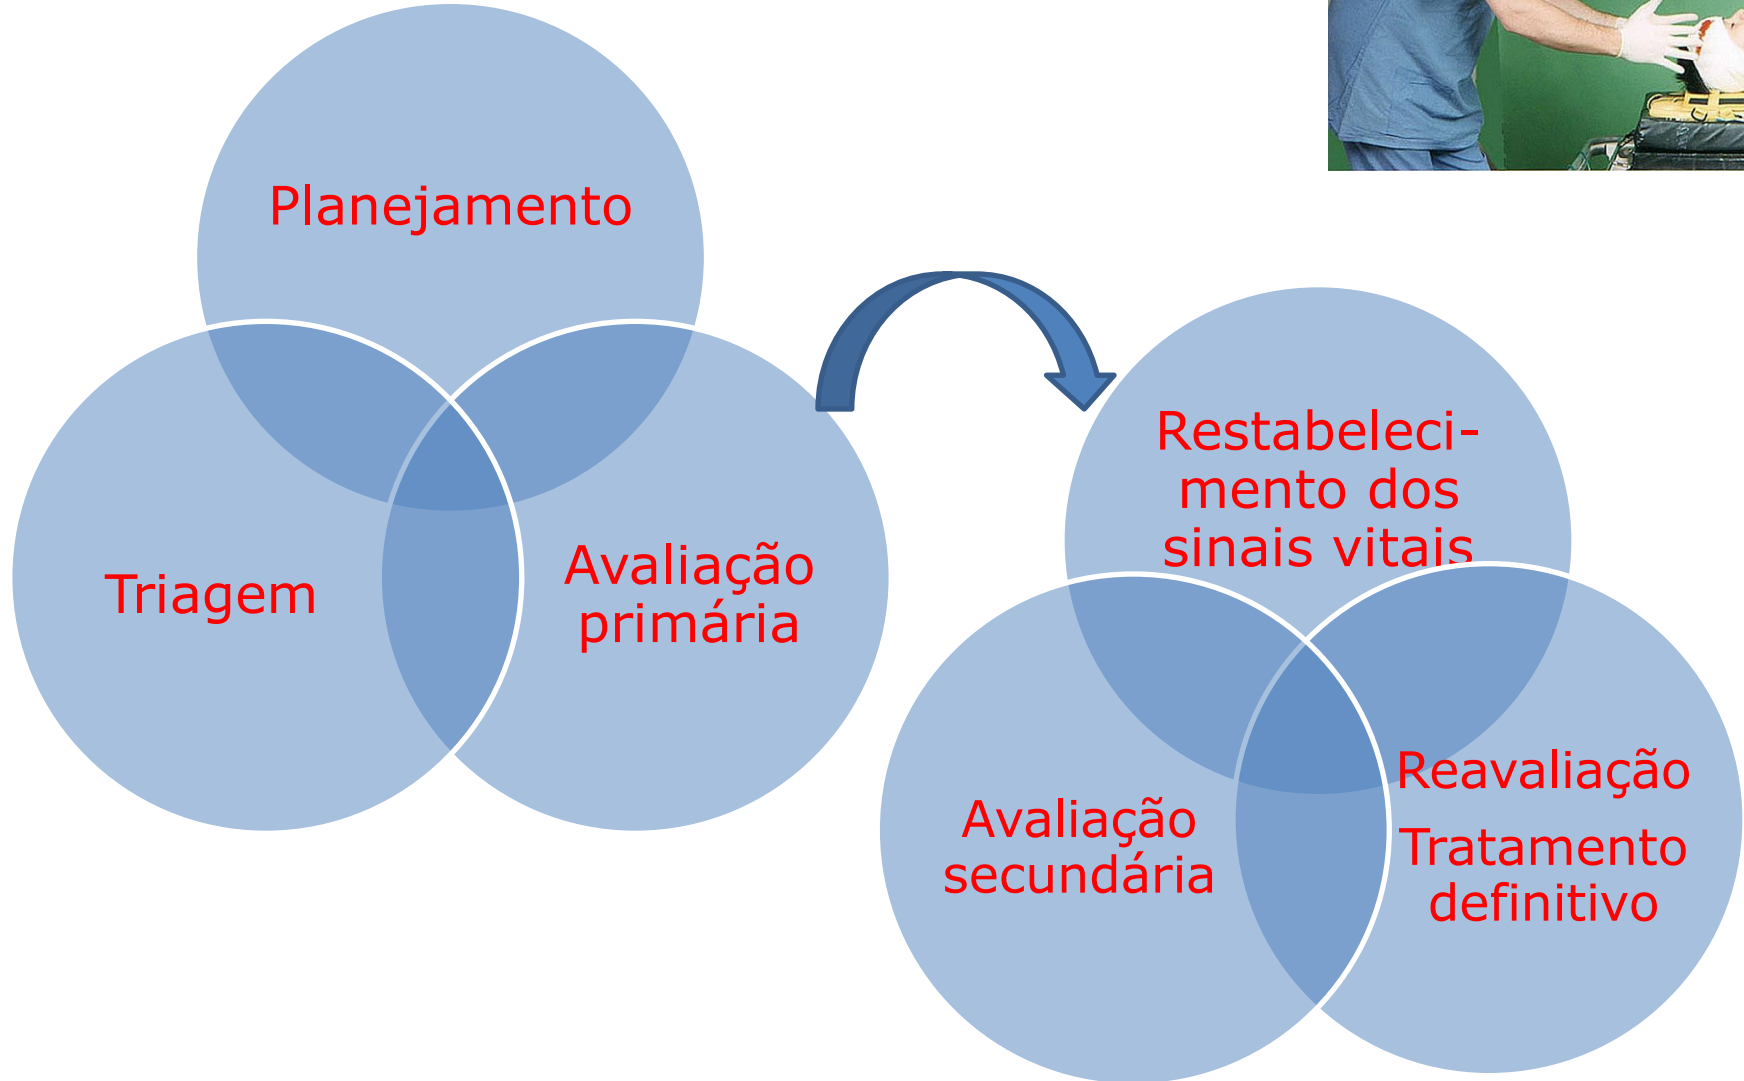 Planejamento
Triagem
Avaliação
primária
Restabeleci-
mento dos
sinais vitais
Avaliação
secundária
Reavaliação
Tratamento
definitivo